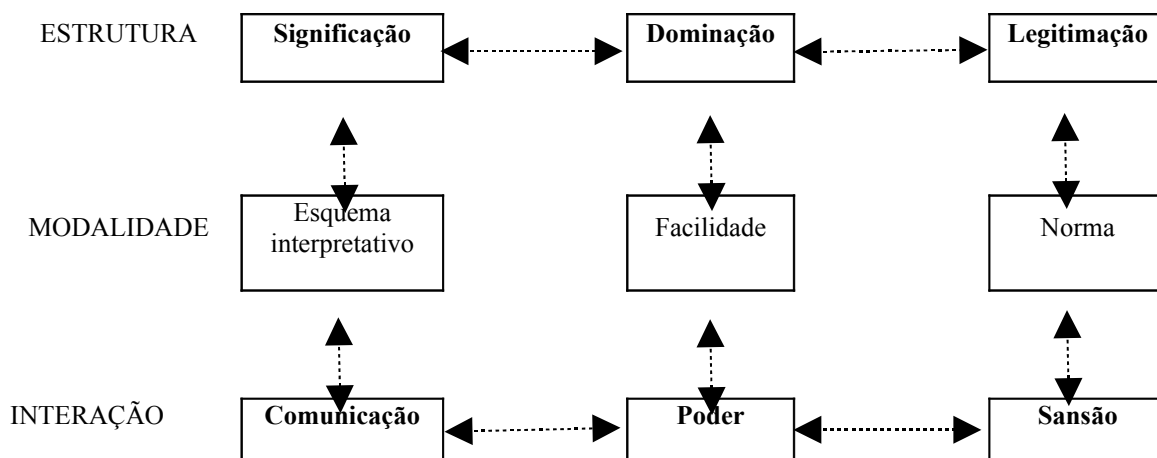 ESTRUTURA
Significação
Dominação
Legitimação
MODALIDADE
Esquema
interpretativo
Facilidade
Norma
INTERAÇÃO
Comunicação
Poder
Sansão